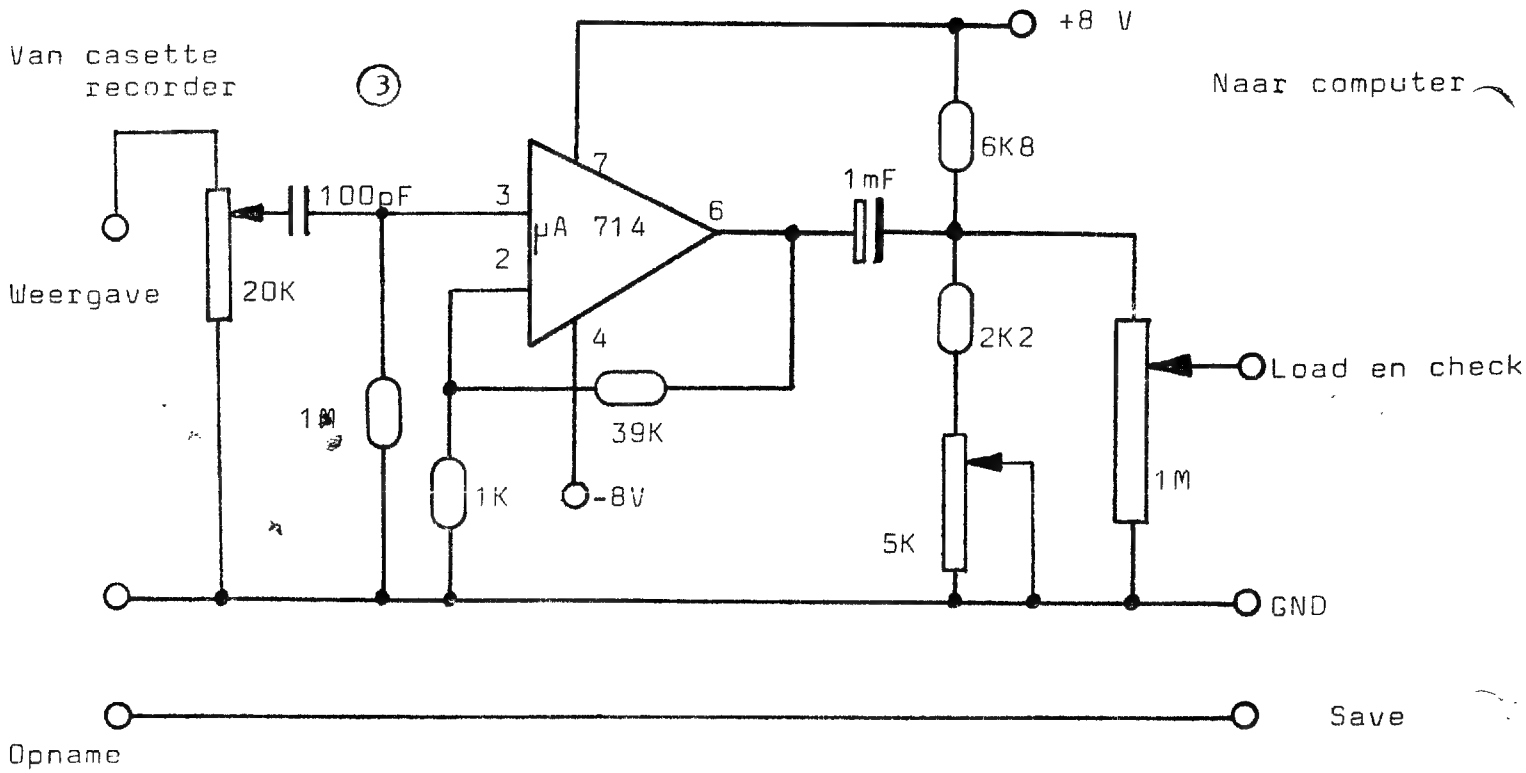 +8 V
Van casette
recorder
3
Naar computer
6K8
7
1mF
100pF
3
6
µA 714
2
20K
Weergave
4
2K2
Load en check
1M
39K
1K
-8V
1M
5K
GND
Save
Opname